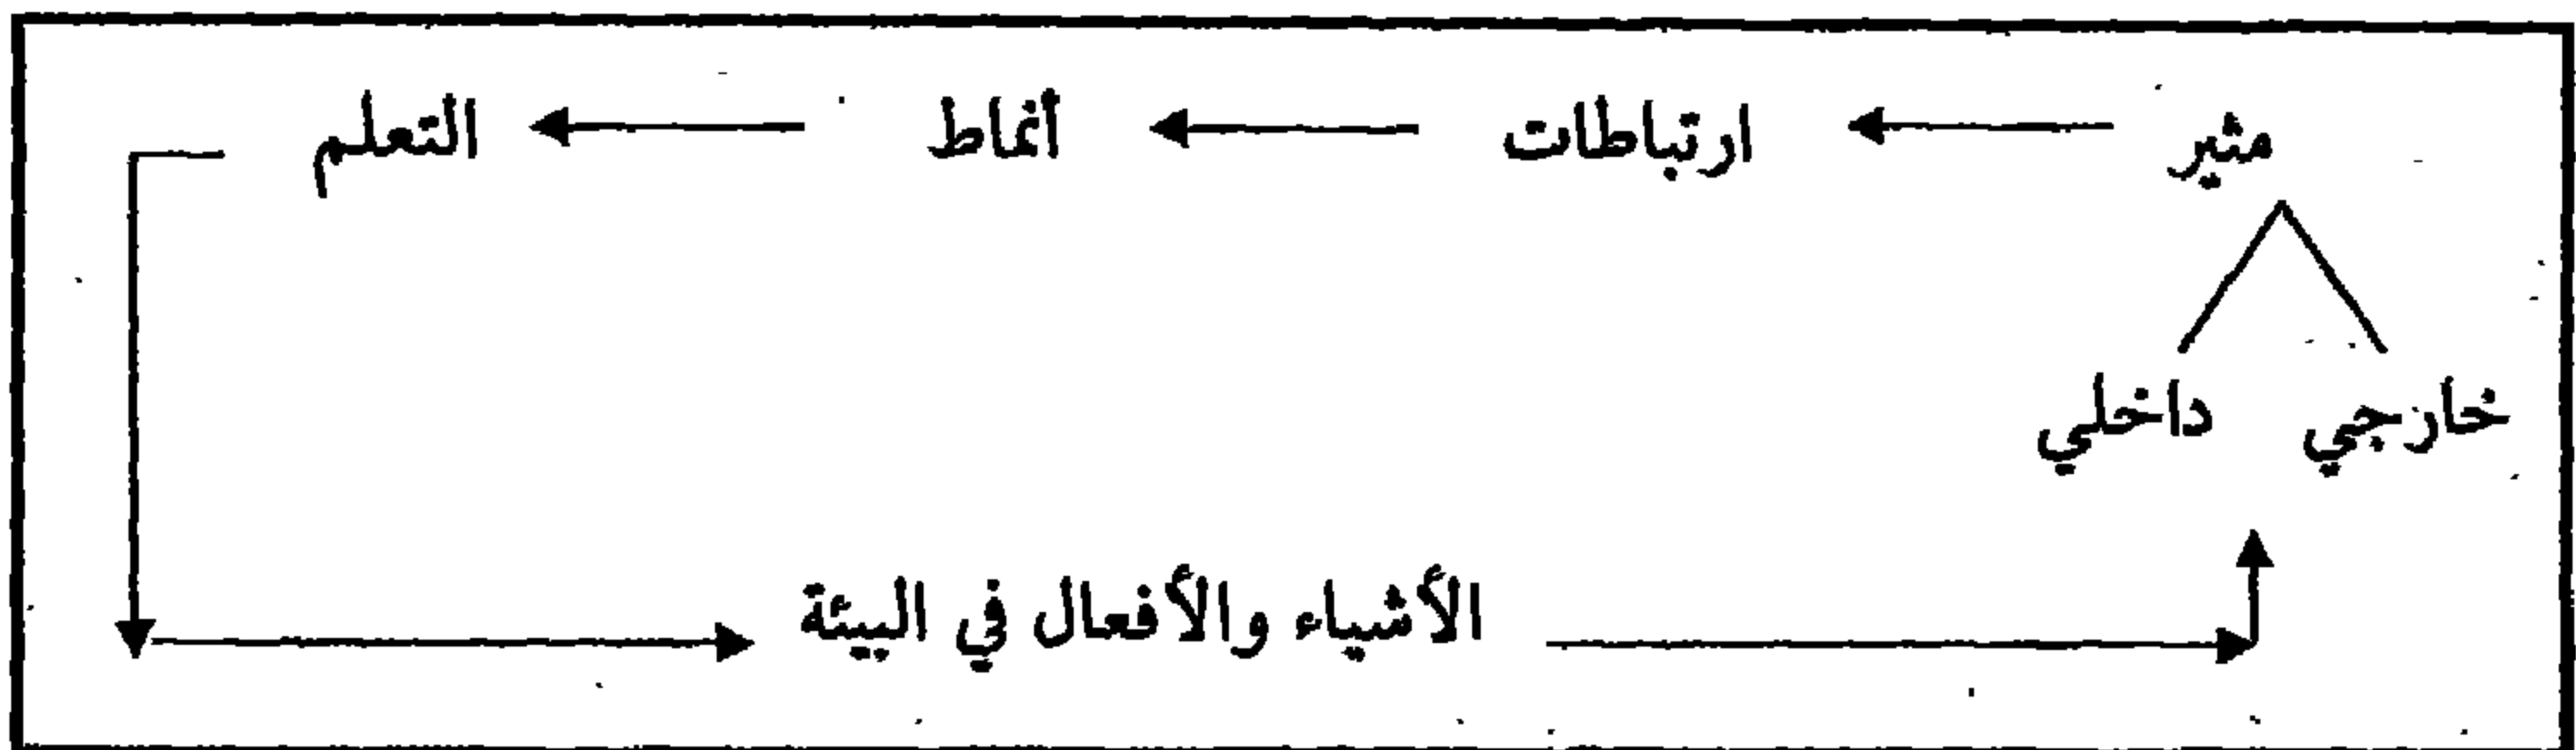 مثير ارتباطات أنماط التعلم
خارجي داخلي
الأشياء والأفعال في البيئة